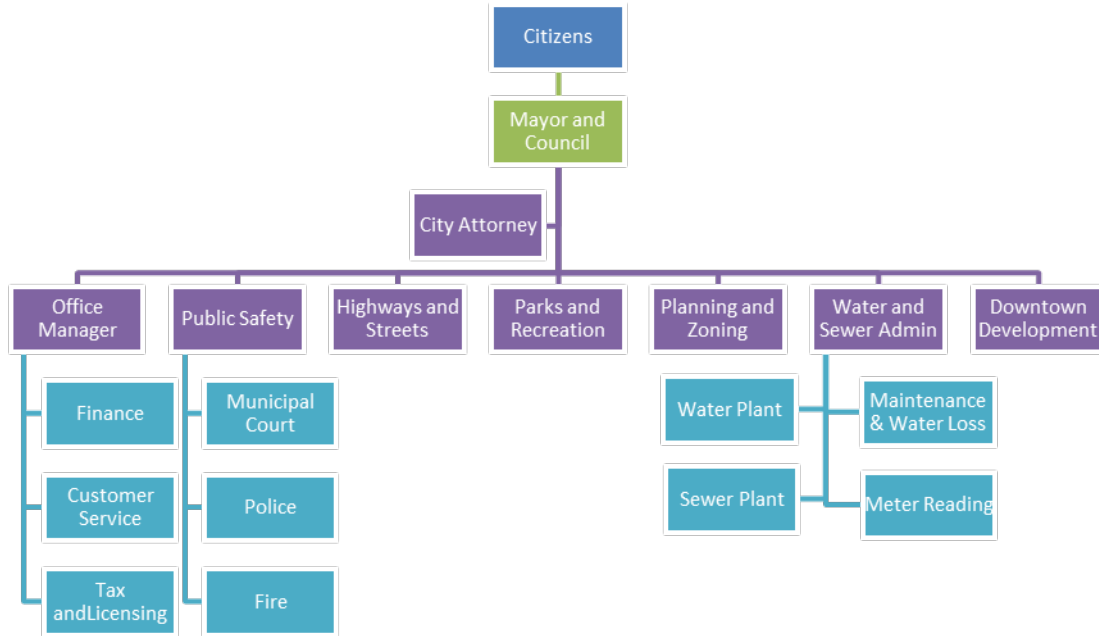 Citizens
Mayor and
Council
City Attorney
Office
Manager
Public Safety
Highways and
Streets
Parks and
Recreation
Planning and
Zoning
Water and
Sewer Admin
Downtown
Development
Finance
Customer
Service
Tax
andLicensing
Municipal
Court
Police
Fire
Water Plant
Maintenance
& Water Loss
Sewer Plant
Meter Reading